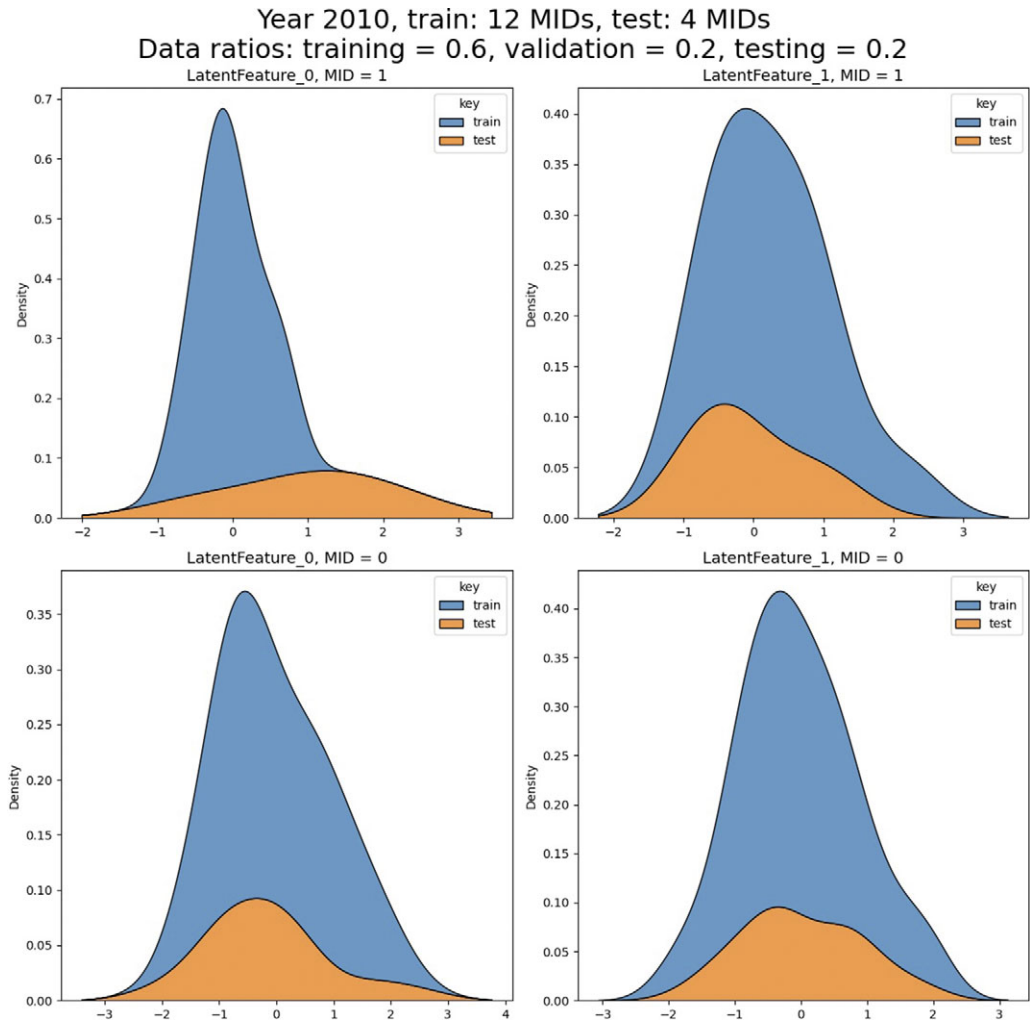 Year 2010, train: 12 MIDs, test: 4 MIDs
Data ratios: training = 0.6, validation = 0.2, testing = 0.2
LatentFeature_0, MID = 1
0.7
0.6
0.5
0.4
0.3
0.2
0.1
0.0
Density
key
train
test
−2 −1 0 1 2 3
LatentFeature_1, MID = 1
0.40
0.35
0.30
0.25
0.20
0.15
0.10
0.05
0.00
Density
key
train
test
−2 −1 0 1 2 3
LatentFeature_0, MID = 0
0.35
0.30
0.25
0.20
0.15
0.10
0.05
0.00
Density
key
train
test
−3 −2 −1 0 1 2 3 4
LatentFeature_1, MID = 0
0.40
0.35
0.30
0.25
0.20
0.15
0.10
0.05
0.00
Density
key
train
test
−3 −2 −1 0 1 2 3